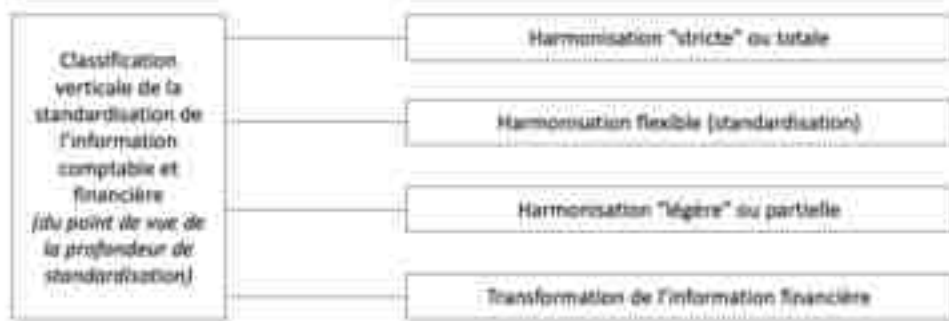 Classification
verticale de la
standardisation de
l'information
comptable et
financière
(du point de vue de
la profondeur de
standardisation)
Harmonisation "stricte" ou totale
Harmonisation flexible (standardisation)
Harmonisation "légère" ou partielle
Transformation de l'information financière